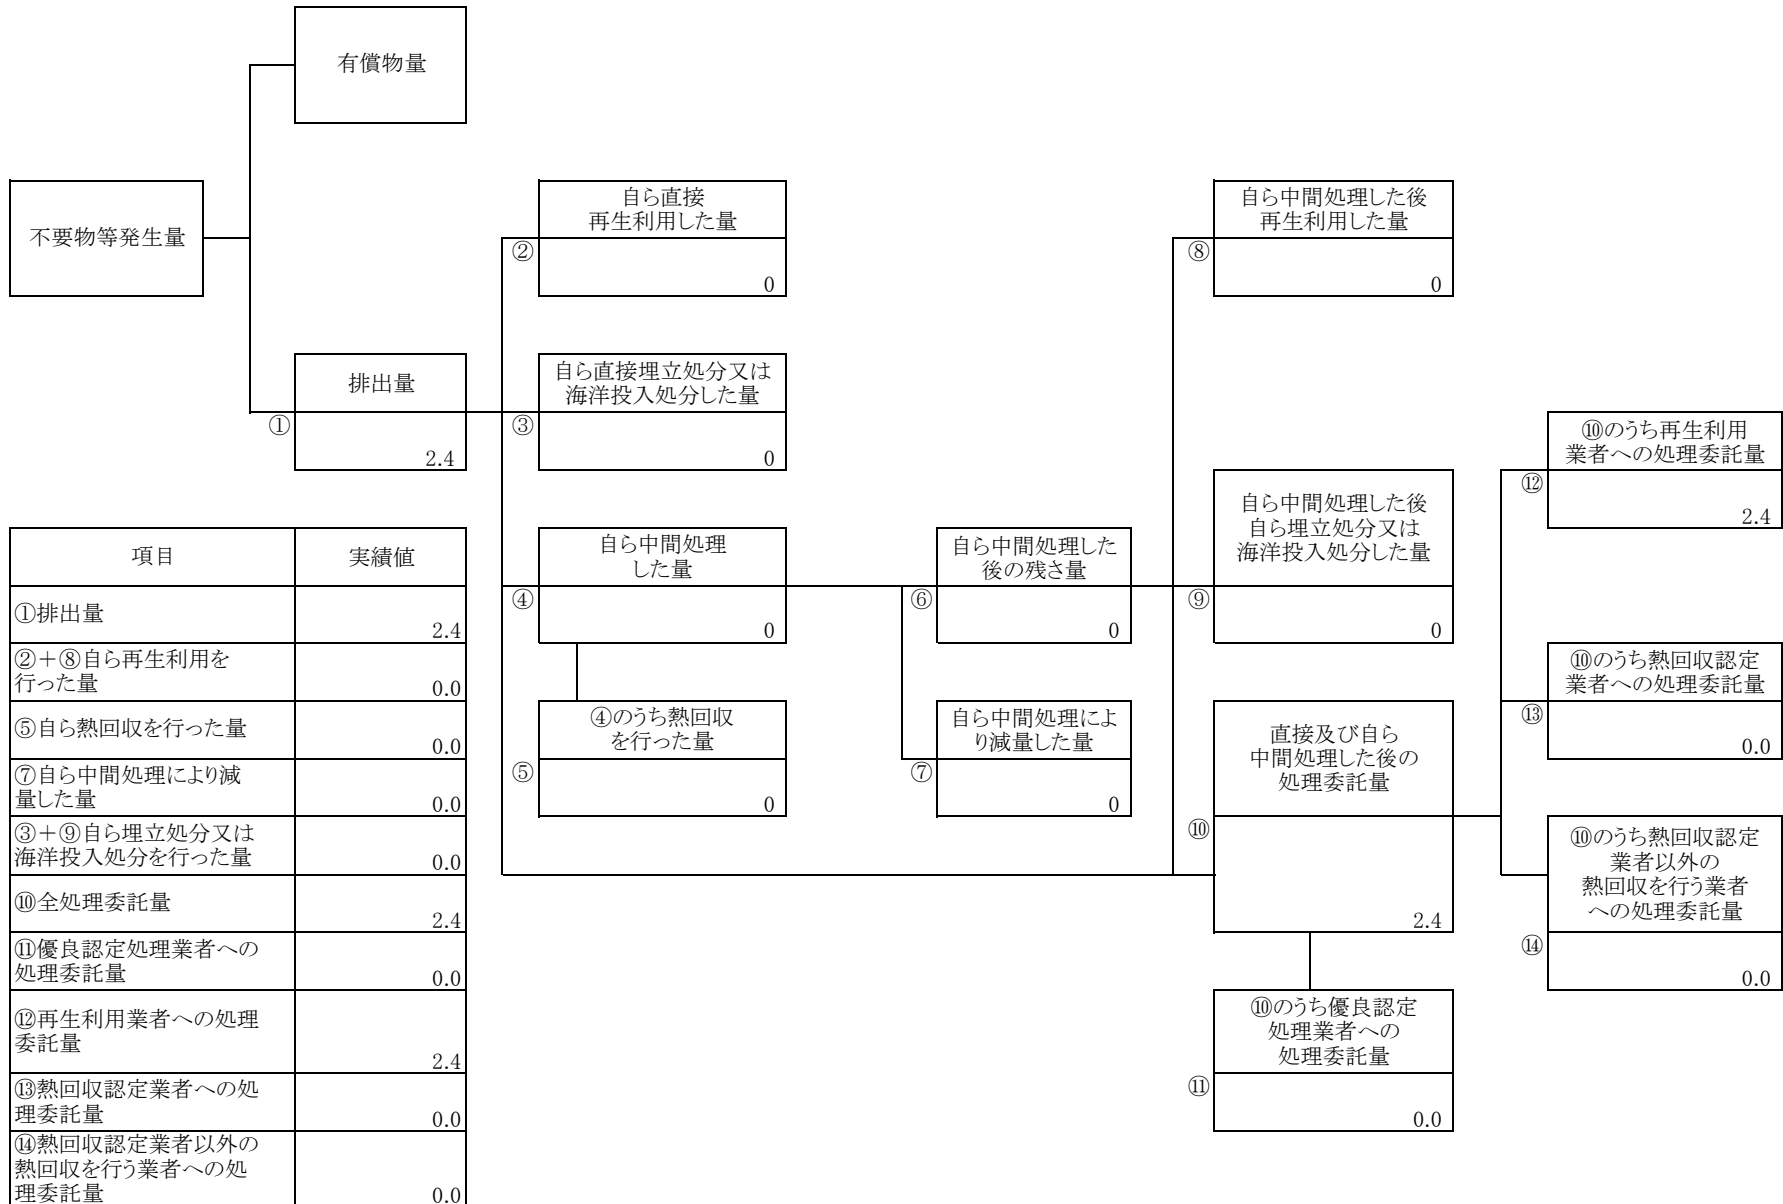 有償物量
不要物等発生量
自ら直接
再生利用した量
②
0
自ら中間処理した後
再生利用した量
⑧
0
排出量
①
2.4
自ら直接埋立処分又は
海洋投入処分した量
③
0
⑩のうち再生利用
業者への処理委託量
⑫
2.4
自ら中間処理
した量
④
0
自ら中間処理した
後の残さ量
⑥
0
自ら中間処理した後
自ら埋立処分又は
海洋投入処分した量
⑨
0
⑩のうち熱回収認定
業者への処理委託量
⑬
0.0
④のうち熱回収
を行った量
⑤
0
自ら中間処理によ
り減量した量
⑦
0
直接及び自ら
中間処理した後の
処理委託量
⑩
2.4
⑩のうち熱回収認定
業者以外の
熱回収を行う業者
への処理委託量
⑭
0.0
⑩のうち優良認定
処理業者への
処理委託量
⑪
0.0
項目 実績値
①排出量
2.4
②＋⑧自ら再生利用を
行った量
0.0
⑤自ら熱回収を行った量
0.0
⑦自ら中間処理により減
量した量
0.0
③＋⑨自ら埋立処分又は
海洋投入処分を行った量
0.0
⑩全処理委託量
2.4
⑪優良認定処理業者への
処理委託量
0.0
⑫再生利用業者への処理
委託量
2.4
⑬熱回収認定業者への処
理委託量
0.0
⑭熱回収認定業者以外の
熱回収を行う業者への処
理委託量
0.0